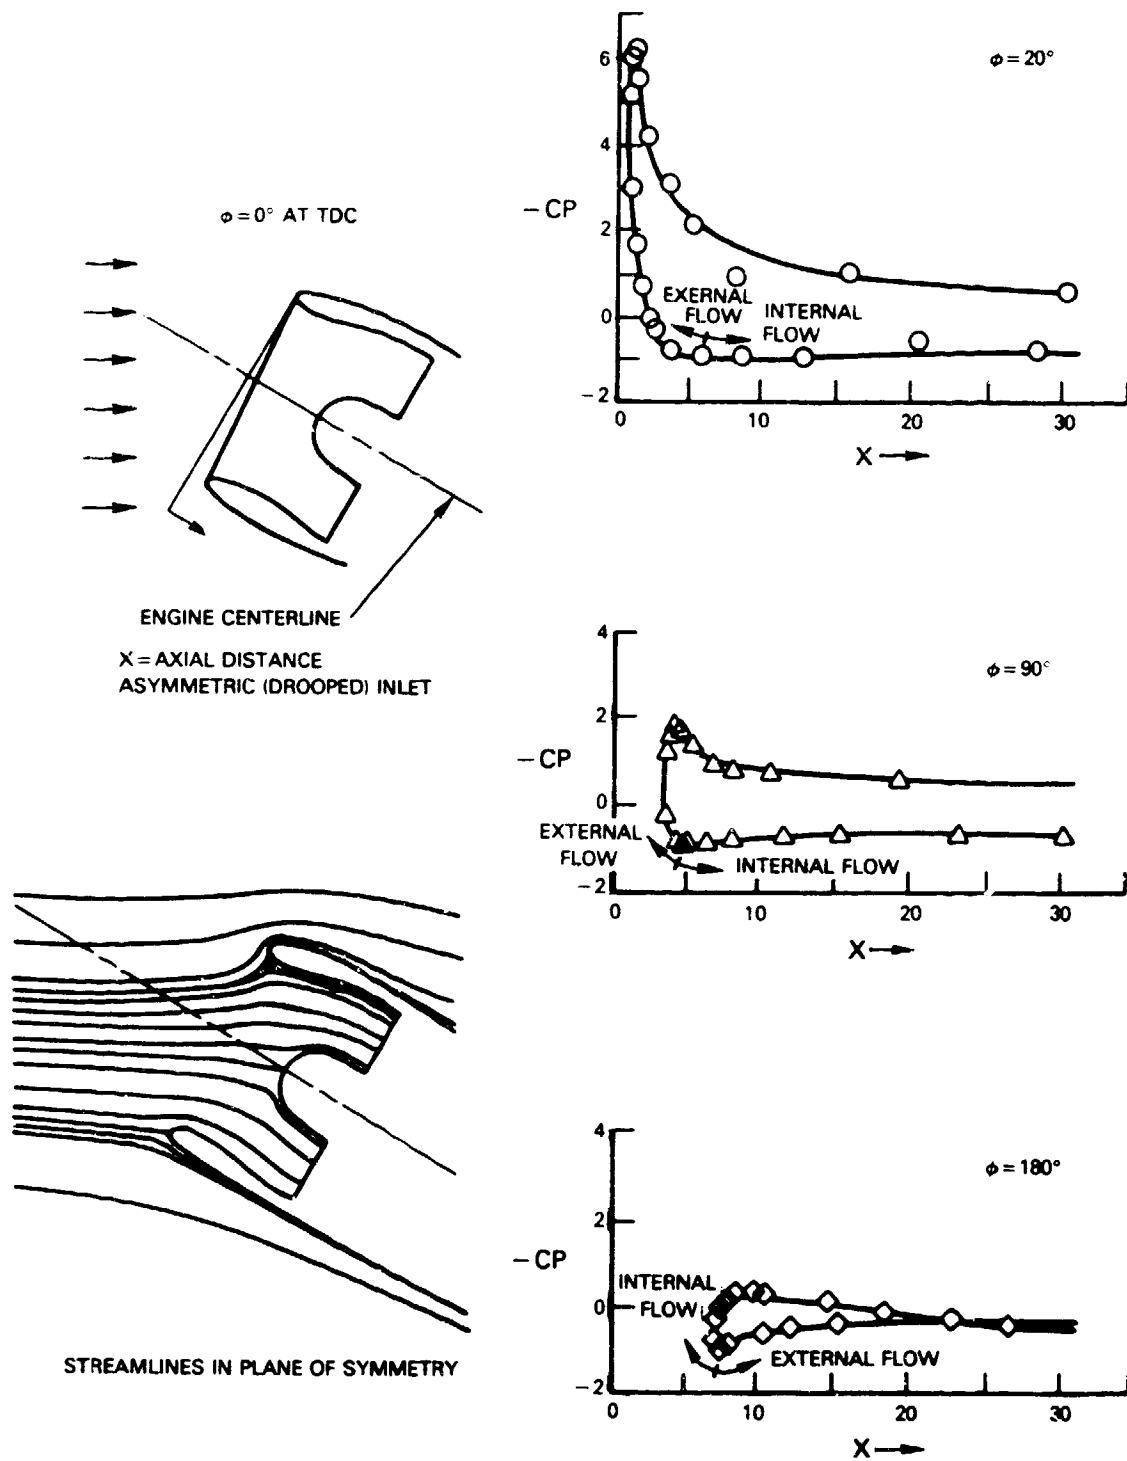 φ = 0° AT TDC
ENGINE CENTERLINE
X = AXIAL DISTANCE
ASYMMETRIC (DROOPED) INLET
STREAMLINES IN PLANE OF SYMMETRY
φ = 20°
6
4
2
0
-2
-CP
EXERNAL
FLOW
INTERNAL
FLOW
0
10
20
30
X
φ = 90°
4
2
0
-2
-CP
EXTERNAL
FLOW
INTERNAL FLOW
0
10
20
30
X
φ = 180°
4
2
0
-2
-CP
INTERNAL
FLOW
EXTERNAL FLOW
0
10
20
30
X